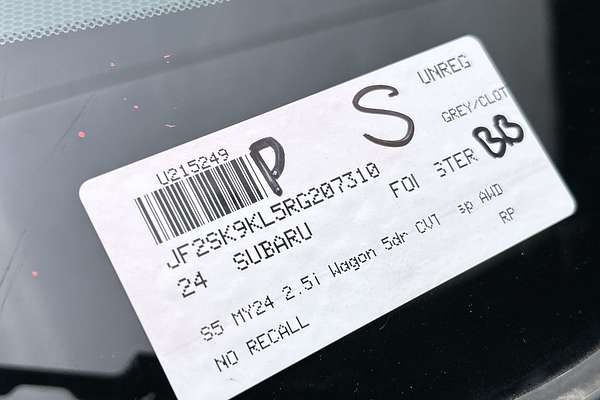 UNREG
S
GREY/CLOT
U215249
P
BB
JF2SK9KL5RG207310
24 SUBARU FO STER
S5 MY24 2.5i Wagon 5dr CVT sp AWD
RP
NO RECALL